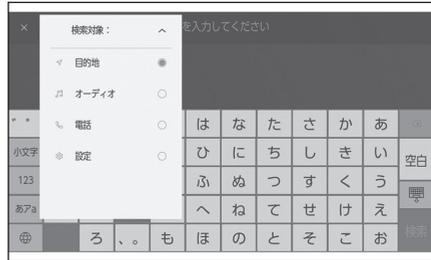 × 検索対象： を入力してください
目的地
オーディオ
電話
設定
は な た さ か あ
小文字 ひ に ち し き い 空白
123 ふ ぬ つ す く う
あアa へ ね て せ け え
ろ 、。 も ほ の と そ こ お 検索